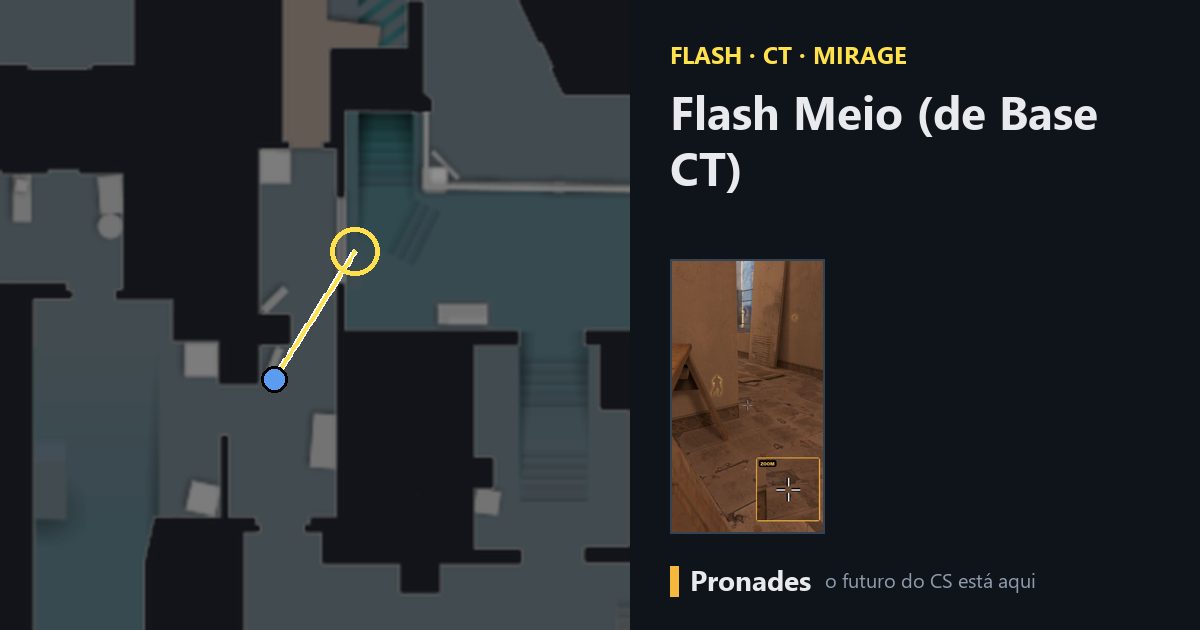 FLASH · CT · MIRAGE
Flash Meio (de Base
CT)
ZOOM
Pronades o futuro do CS está aqui